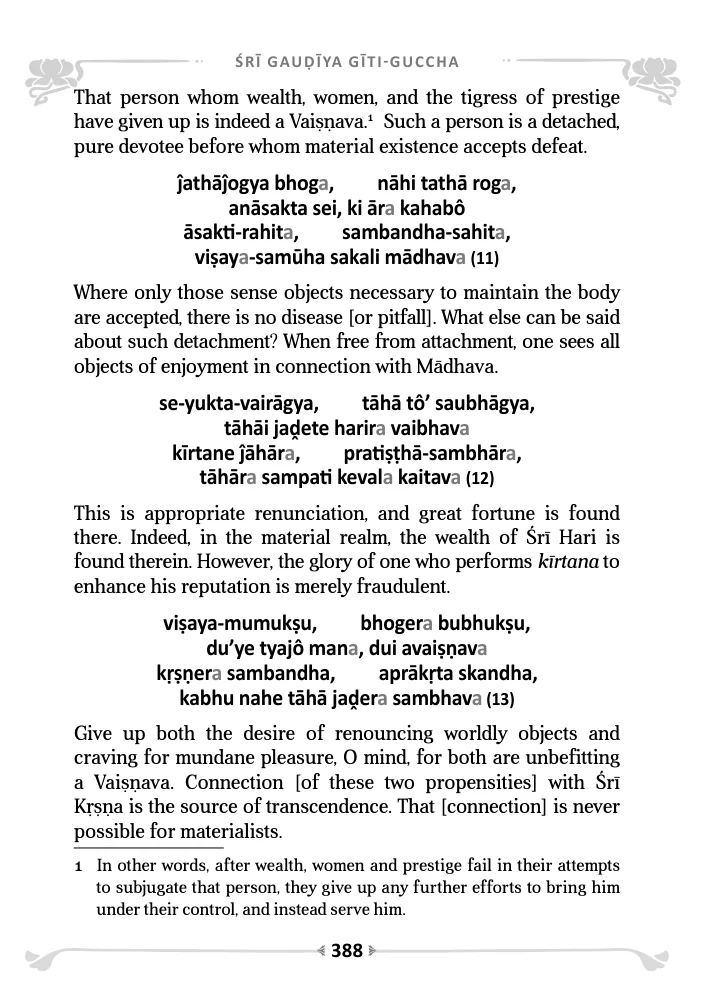 ŚRĪ GAUḌĪYA GĪTI-GUCCHA
That person whom wealth, women, and the tigress of prestige
have given up is indeed a Vaiṣṇava.¹ Such a person is a detached,
pure devotee before whom material existence accepts defeat.
ĵathāĵogya bhoga, nāhi tathā roga,
anāsakta sei, ki āra kahabô
āsakti-rahita, sambandha-sahita,
viṣaya-samūha sakali mādhava (11)
Where only those sense objects necessary to maintain the body
are accepted, there is no disease [or pitfall]. What else can be said
about such detachment? When free from attachment, one sees all
objects of enjoyment in connection with Mādhava.
se-yukta-vairāgya, tāhā tô’ saubhāgya,
tāhāi jaḓete harira vaibhava
kīrtane ĵāhāra, pratiṣṭhā-sambhāra,
tāhāra sampati kevala kaitava (12)
This is appropriate renunciation, and great fortune is found
there. Indeed, in the material realm, the wealth of Śrī Hari is
found therein. However, the glory of one who performs kīrtana to
enhance his reputation is merely fraudulent.
viṣaya-mumukṣu, bhogera bubhukṣu,
du’ye tyajô mana, dui avaiṣṇava
kṛṣṇera sambandha, aprākṛta skandha,
kabhu nahe tāhā jaḓera sambhava (13)
Give up both the desire of renouncing worldly objects and
craving for mundane pleasure, O mind, for both are unbefitting
a Vaiṣṇava. Connection [of these two propensities] with Śrī
Kṛṣṇa is the source of transcendence. That [connection] is never
possible for materialists.
1 In other words, after wealth, women and prestige fail in their attempts
to subjugate that person, they give up any further efforts to bring him
under their control, and instead serve him.
388